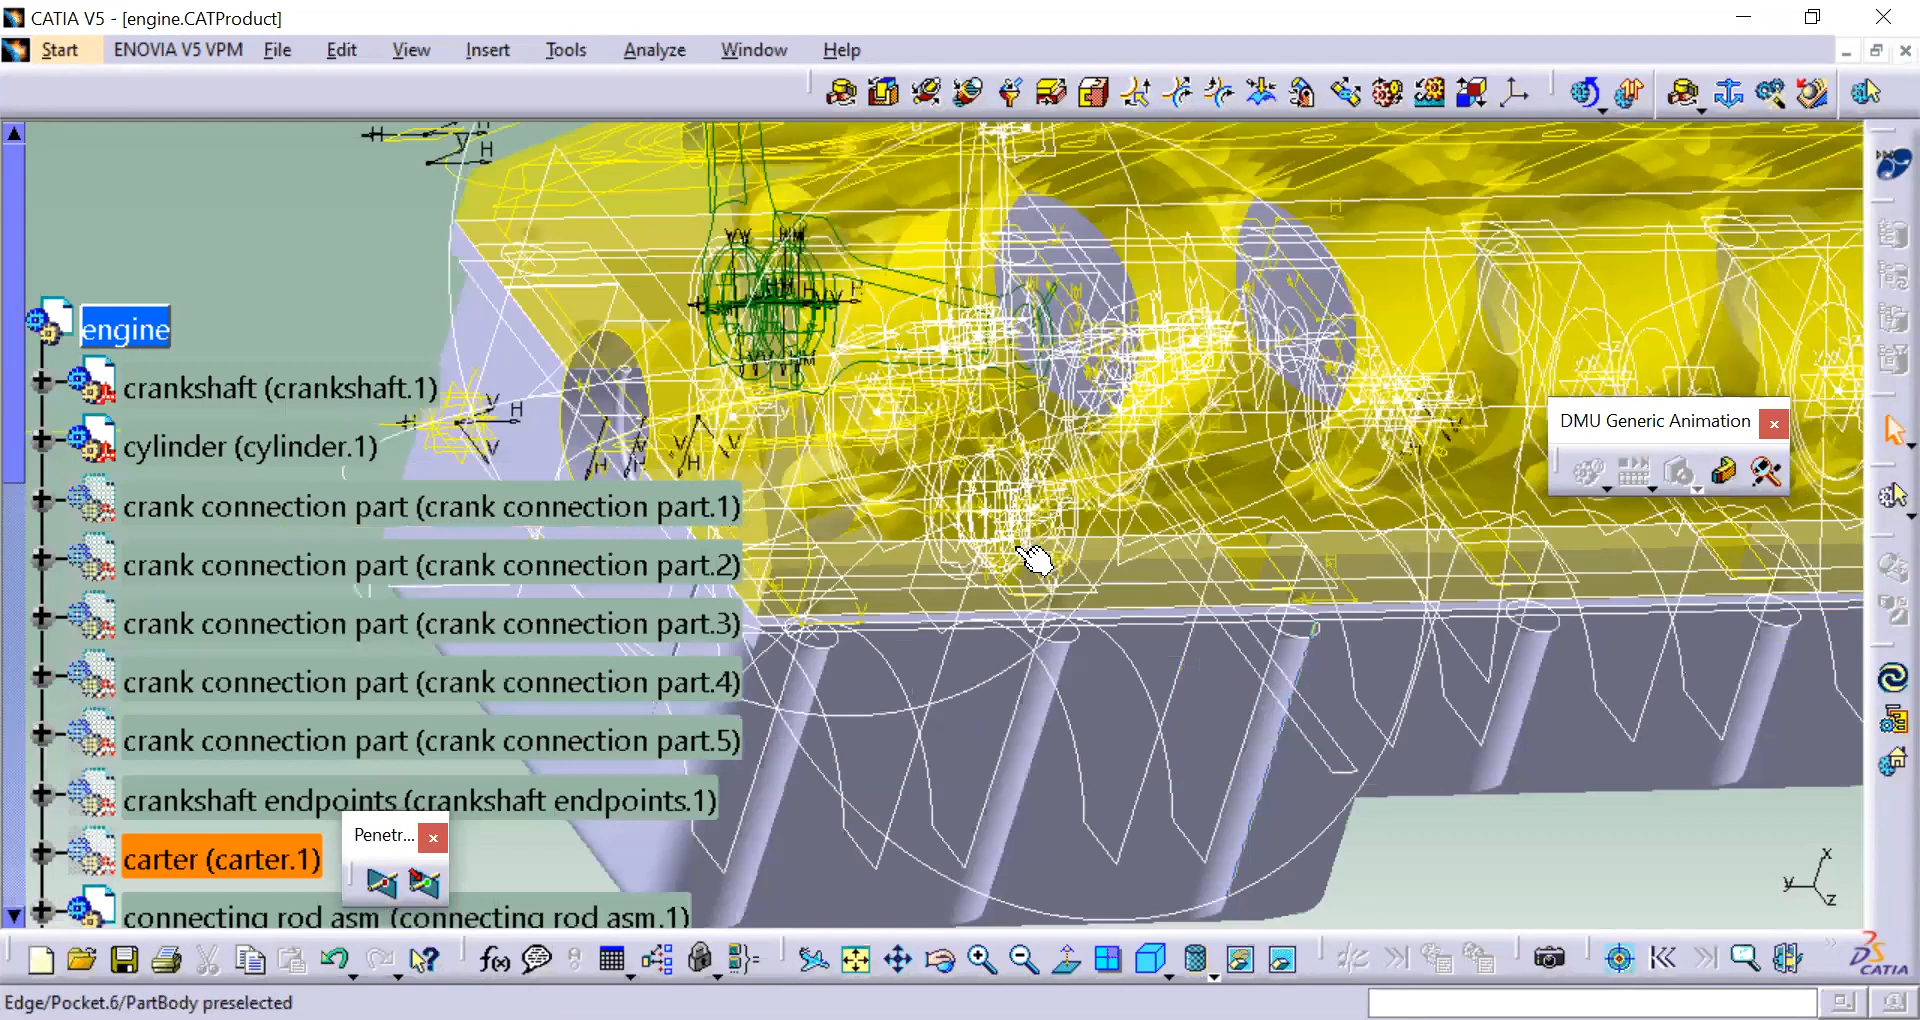 CATIA V5 - [engine.CATProduct]
Start ENOVIA V5 VPM File Edit View Insert Tools Analyze Window Help
engine
crankshaft (crankshaft.1)
cylinder (cylinder.1)
crank connection part (crank connection part.1)
crank connection part (crank connection part.2)
crank connection part (crank connection part.3)
crank connection part (crank connection part.4)
crank connection part (crank connection part.5)
crankshaft endpoints (crankshaft endpoints.1)
carter (carter.1)
connecting rod asm (connecting rod asm.1)
DMU Generic Animation
Penetr...
x
y
z
f(x)
CATIA
Edge/Pocket.6/PartBody preselected